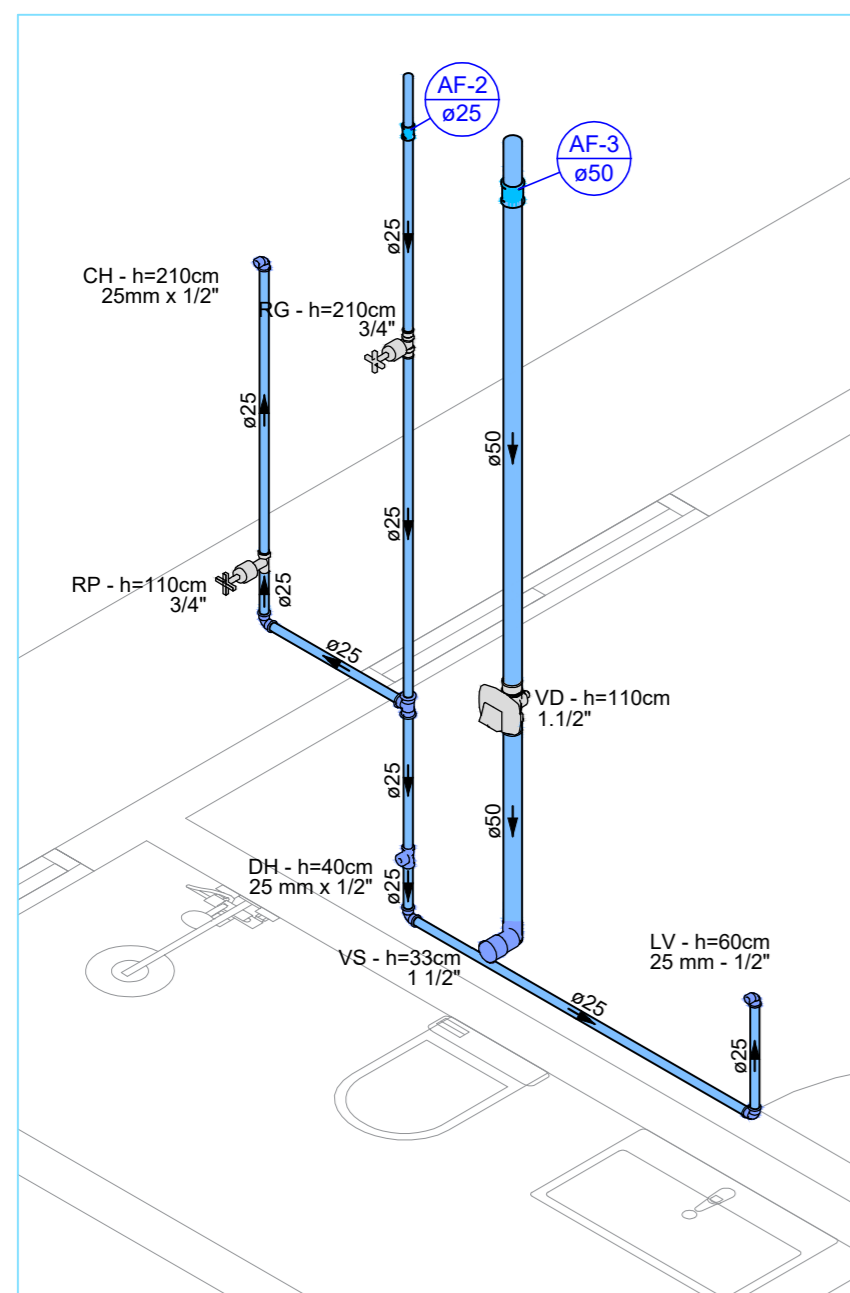 AF-2
ø25
AF-3
ø50
ø25
CH - h=210cm
25mm x 1/2"
RG - h=210cm
3/4"
ø25
ø50
ø25
RP - h=110cm
3/4"
ø25
ø25
VD - h=110cm
1.1/2"
ø25
ø50
DH - h=40cm
25 mm x 1/2"
ø25
VS - h=33cm
1 1/2"
LV - h=60cm
25 mm - 1/2"
ø25
ø25